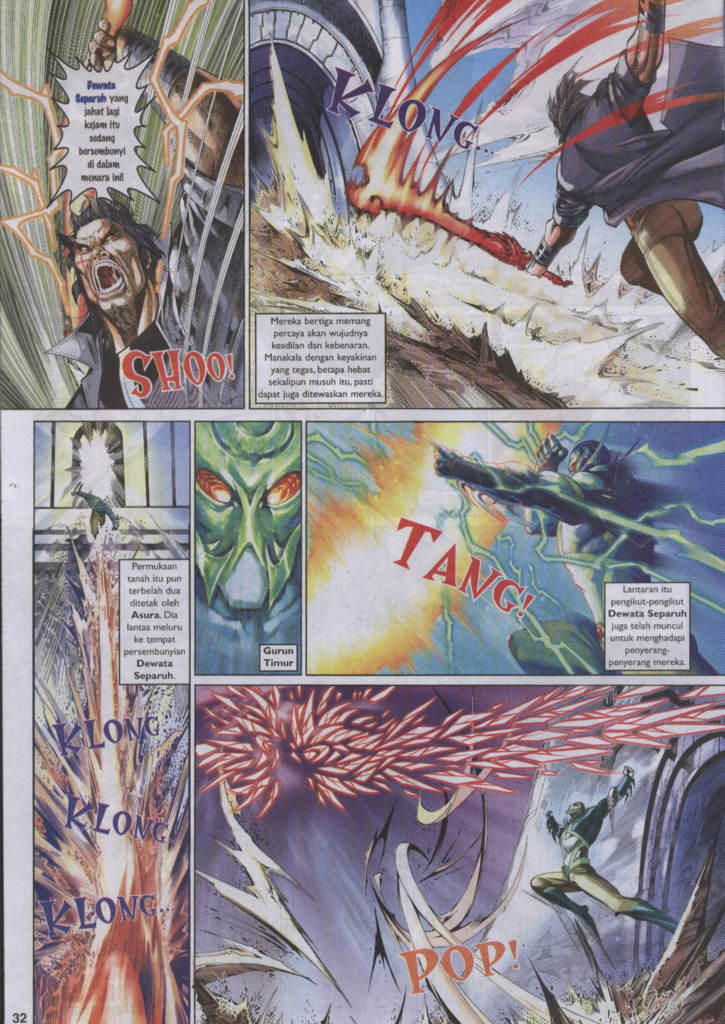 Dewata
Separuh yang
jahat lagi
kejam itu
sedang
bersembunyi
di dalam
menara ini!
SHOO!
KLONG..
Mereka bertiga memang
percaya akan wujudnya
keadilan dan kebenaran.
Manakala dengan keyakinan
yang tegas, betapa hebat
sekalipun musuh itu, pasti
dapat juga ditewaskan mereka.
Permukaan
tanah itu pun
terbelah dua
ditetak oleh
Asura. Dia
lantas meluru
ke tempat
persembunyian
Dewata
Separuh.
KLONG..
KLONG
KLONG..
Gurun
Timur
TANG!
Lantaran itu
pengikut-pengikut
Dewata Separuh
juga telah muncul
untuk menghadapi
penyerang-
penyerang mereka.
POP!
32